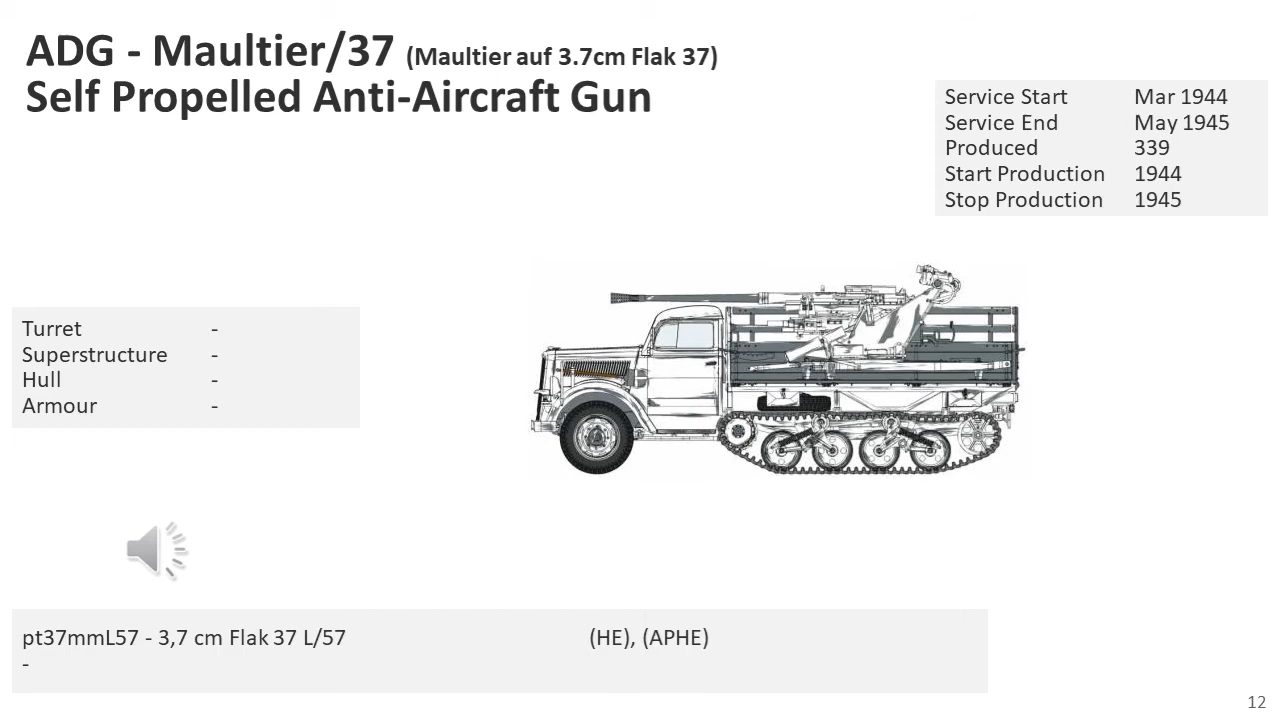 ADG - Maultier/37 (Maultier auf 3.7cm Flak 37)
Self Propelled Anti-Aircraft Gun
Service Start Mar 1944
Service End May 1945
Produced 339
Start Production 1944
Stop Production 1945
Turret -
Superstructure -
Hull -
Armour -
pt37mmL57 - 3,7 cm Flak 37 L/57 (HE), (APHE)
-
12